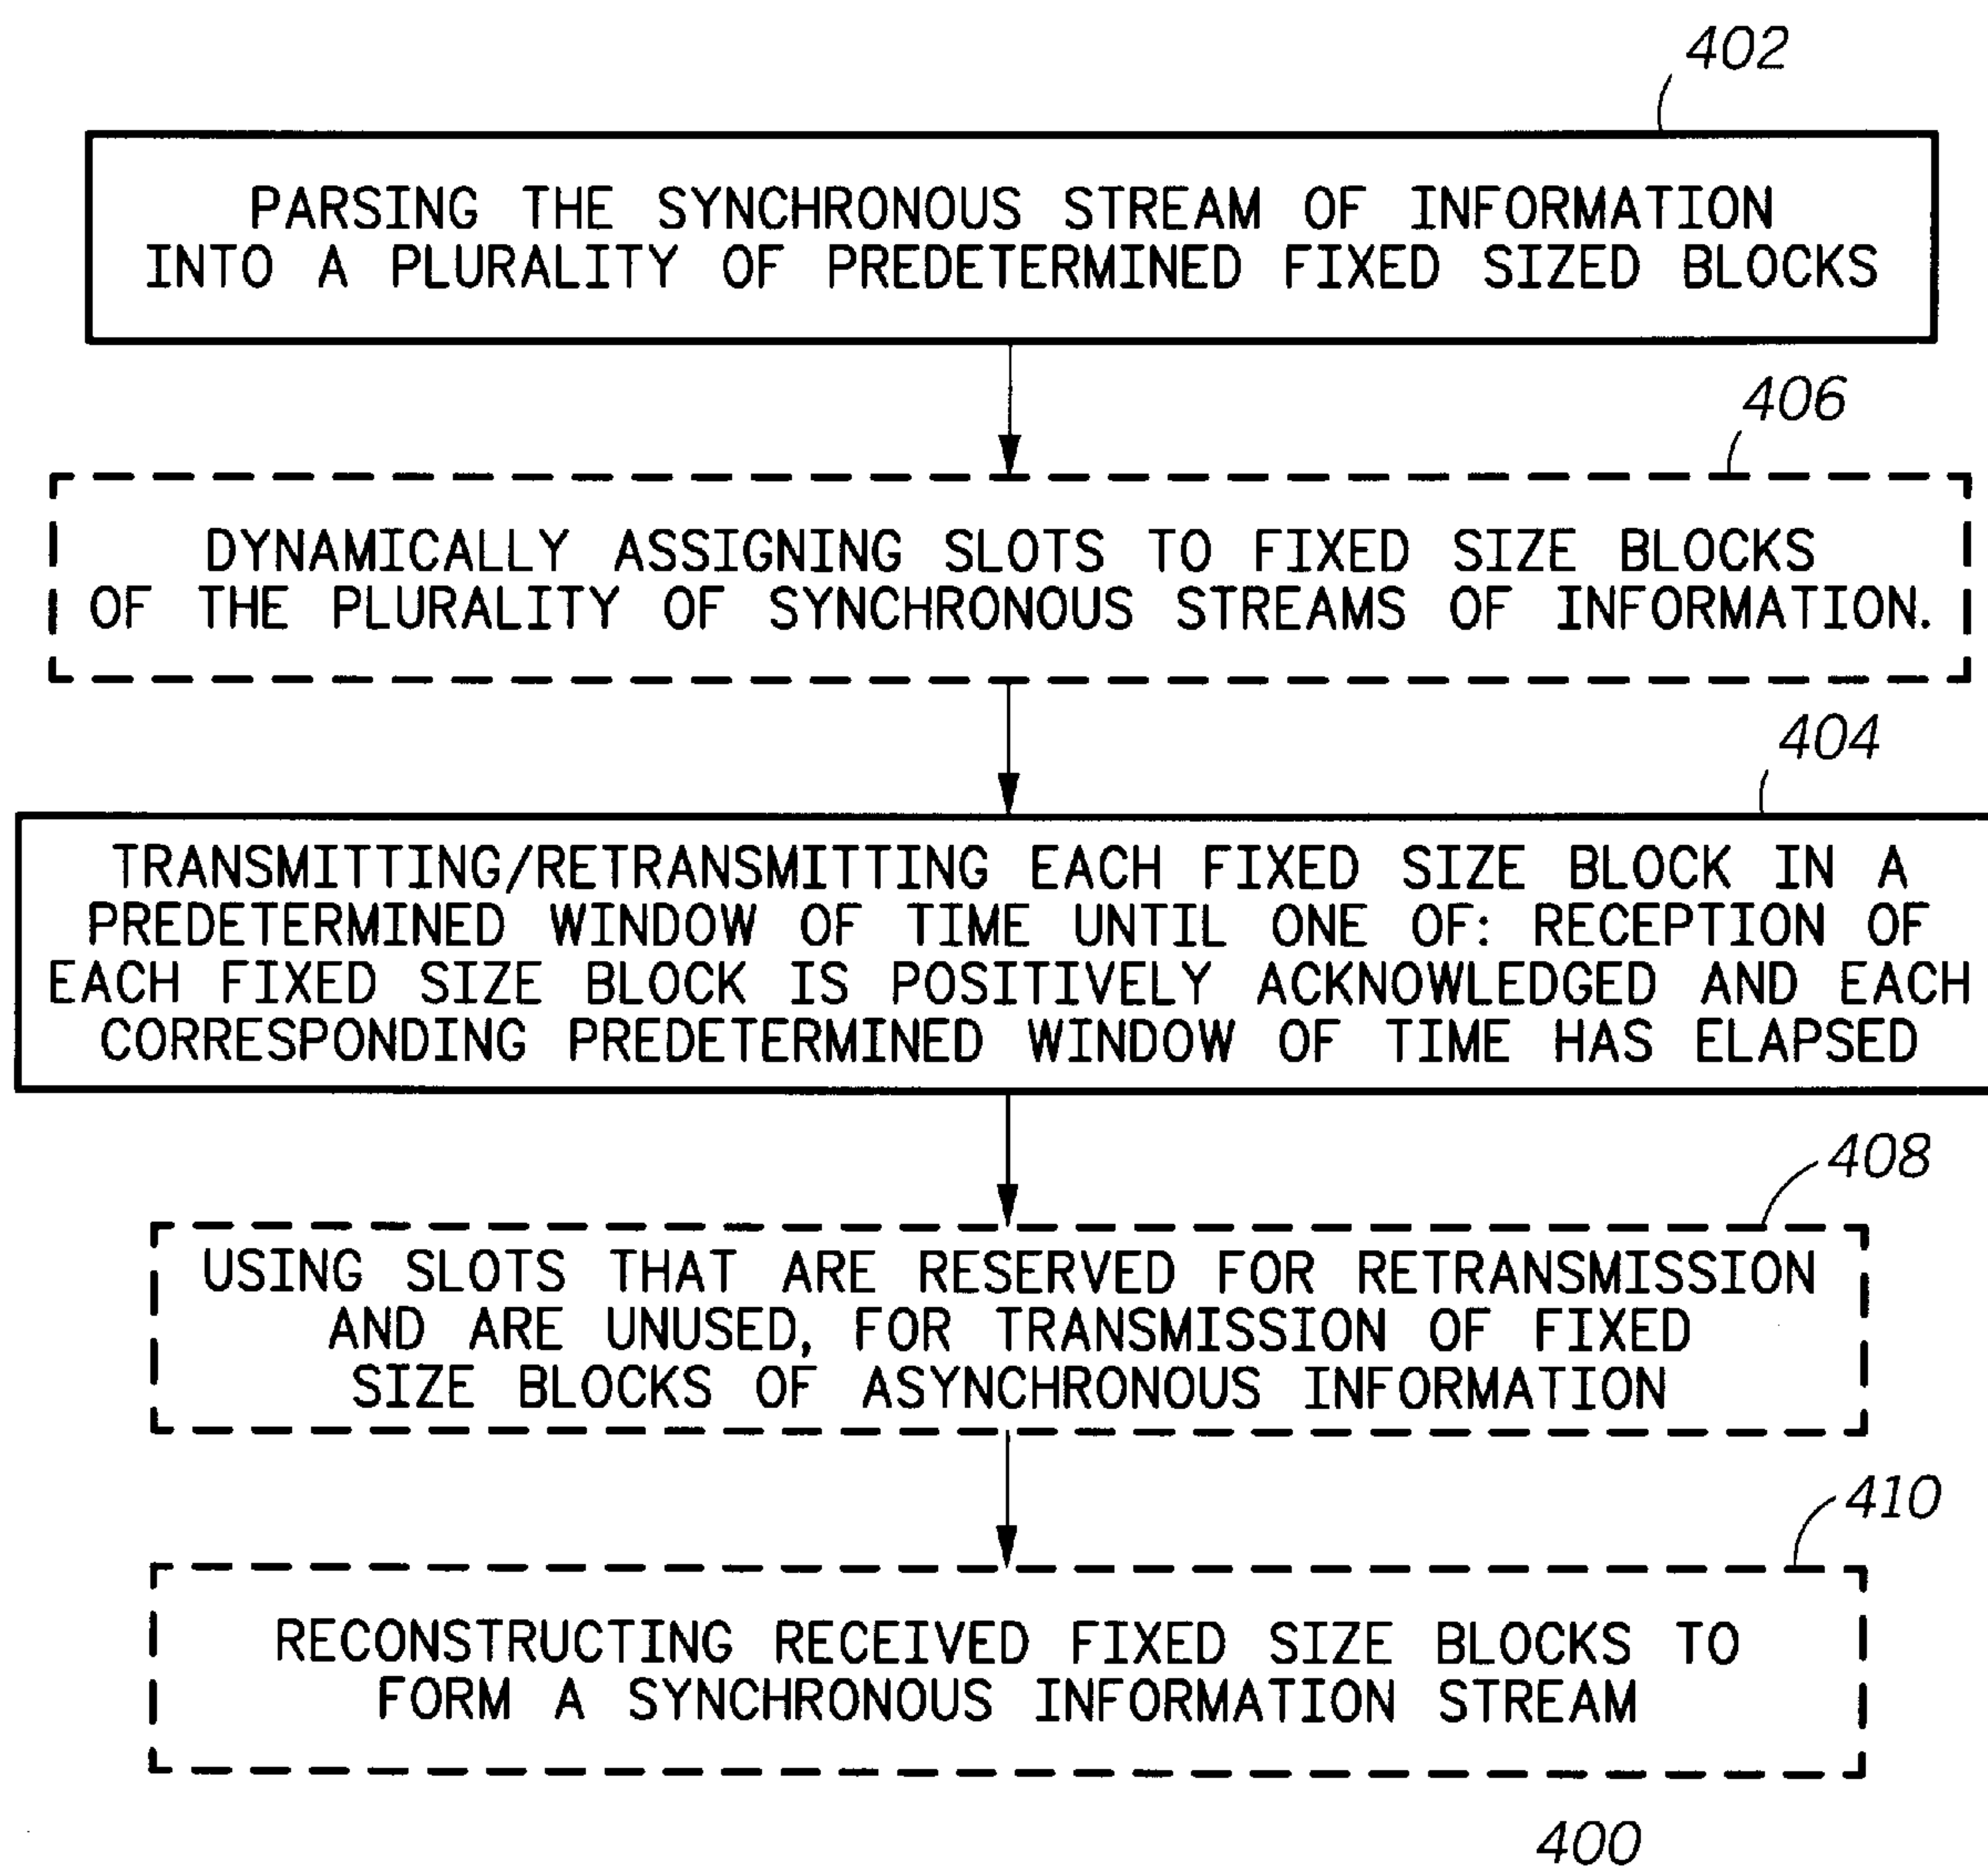 402
PARSING THE SYNCHRONOUS STREAM OF INFORMATION
INTO A PLURALITY OF PREDETERMINED FIXED SIZED BLOCKS
406
DYNAMICALLY ASSIGNING SLOTS TO FIXED SIZE BLOCKS
OF THE PLURALITY OF SYNCHRONOUS STREAMS OF INFORMATION.
404
TRANSMITTING/RETRANSMITTING EACH FIXED SIZE BLOCK IN A
PREDETERMINED WINDOW OF TIME UNTIL ONE OF: RECEPTION OF
EACH FIXED SIZE BLOCK IS POSITIVELY ACKNOWLEDGED AND EACH
CORRESPONDING PREDETERMINED WINDOW OF TIME HAS ELAPSED
408
USING SLOTS THAT ARE RESERVED FOR RETRANSMISSION
AND ARE UNUSED, FOR TRANSMISSION OF FIXED
SIZE BLOCKS OF ASYNCHRONOUS INFORMATION
410
RECONSTRUCTING RECEIVED FIXED SIZE BLOCKS TO
FORM A SYNCHRONOUS INFORMATION STREAM
400